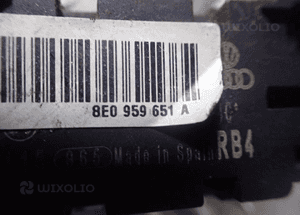 8E0 959 651 A
Made in Spain
RB4
WIXOLIO
WIXOLIO